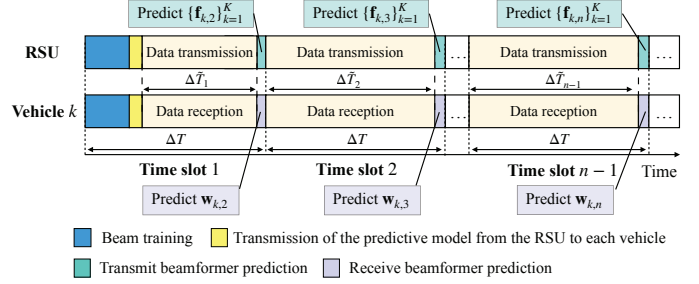 Predict {f_{k,2}}_{k=1}^{K} Predict {f_{k,3}}_{k=1}^{K} Predict {f_{k,n}}_{k=1}^{K}
RSU Data transmission Data transmission ... Data transmission ...
ΔT̄_1 ΔT̄_2 ΔT̄_{n−1}
Vehicle k Data reception Data reception ... Data reception ...
ΔT ΔT ΔT
Time slot 1 Time slot 2 Time slot n − 1 Time
Predict w_{k,2} Predict w_{k,3} Predict w_{k,n}
Beam training Transmission of the predictive model from the RSU to each vehicle
Transmit beamformer prediction Receive beamformer prediction